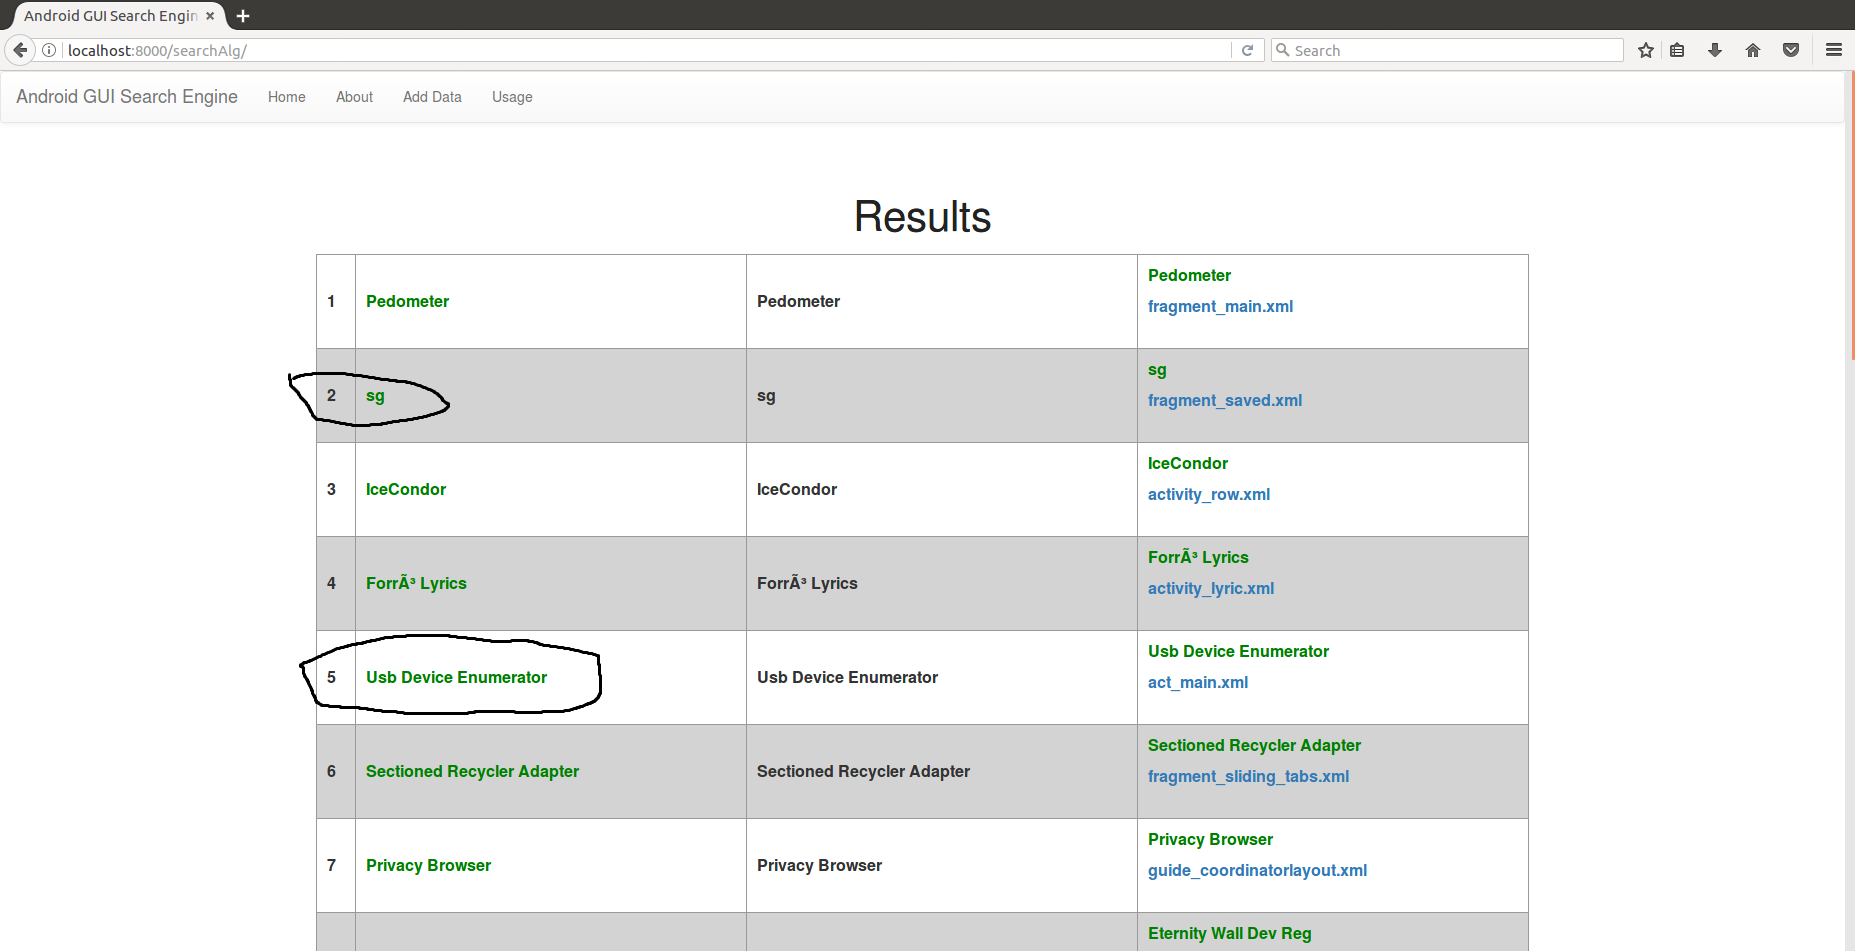 Android GUI Search Engin
localhost:8000/searchAlg/
Search
Android GUI Search Engine Home About Add Data Usage
Results
1 Pedometer Pedometer Pedometer
fragment_main.xml
2 sg sg sg
fragment_saved.xml
3 IceCondor IceCondor IceCondor
activity_row.xml
4 ForrÃ³ Lyrics ForrÃ³ Lyrics ForrÃ³ Lyrics
activity_lyric.xml
5 Usb Device Enumerator Usb Device Enumerator Usb Device Enumerator
act_main.xml
6 Sectioned Recycler Adapter Sectioned Recycler Adapter Sectioned Recycler Adapter
fragment_sliding_tabs.xml
7 Privacy Browser Privacy Browser Privacy Browser
guide_coordinatorlayout.xml
Eternity Wall Dev Reg